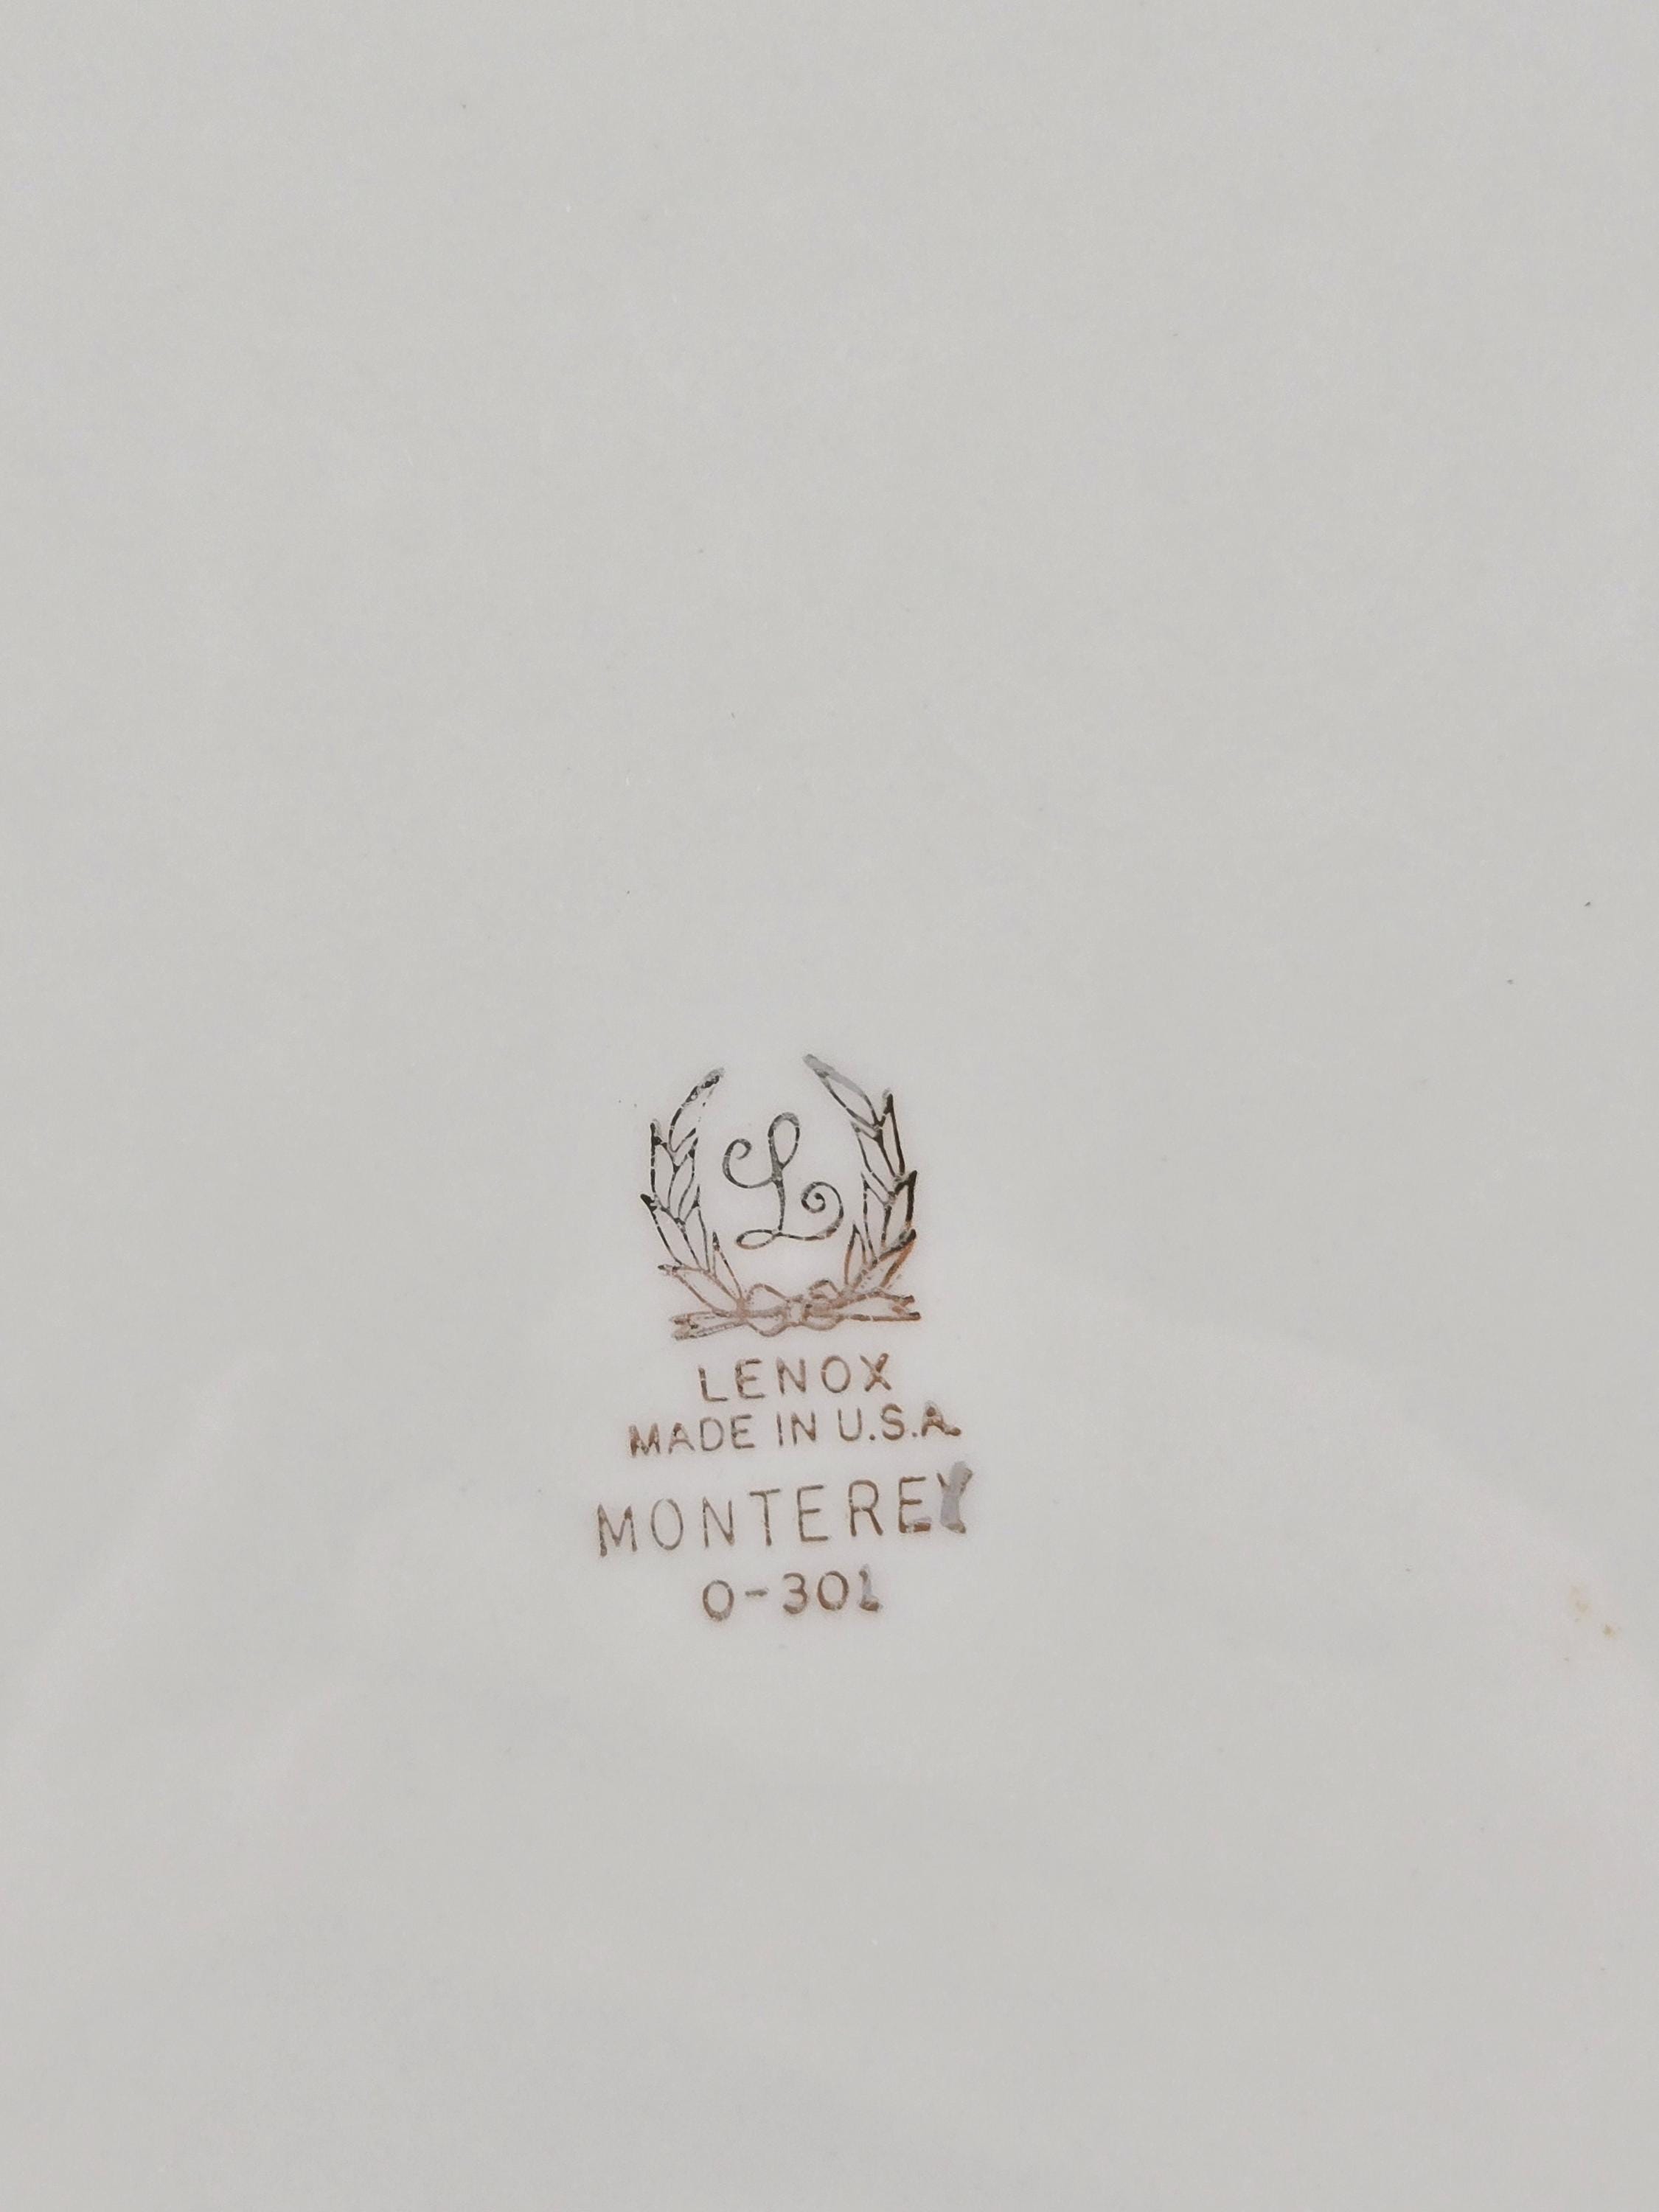 L
LENOX
MADE IN U.S.A.
MONTEREY
O-301